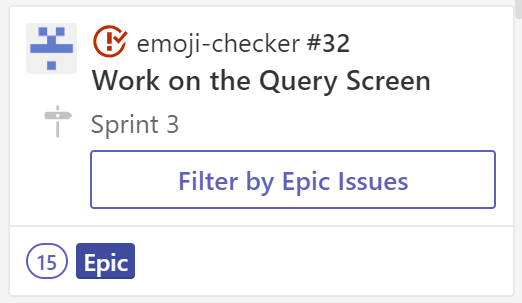 emoji-checker #32
Work on the Query Screen
Sprint 3
Filter by Epic Issues
15 Epic